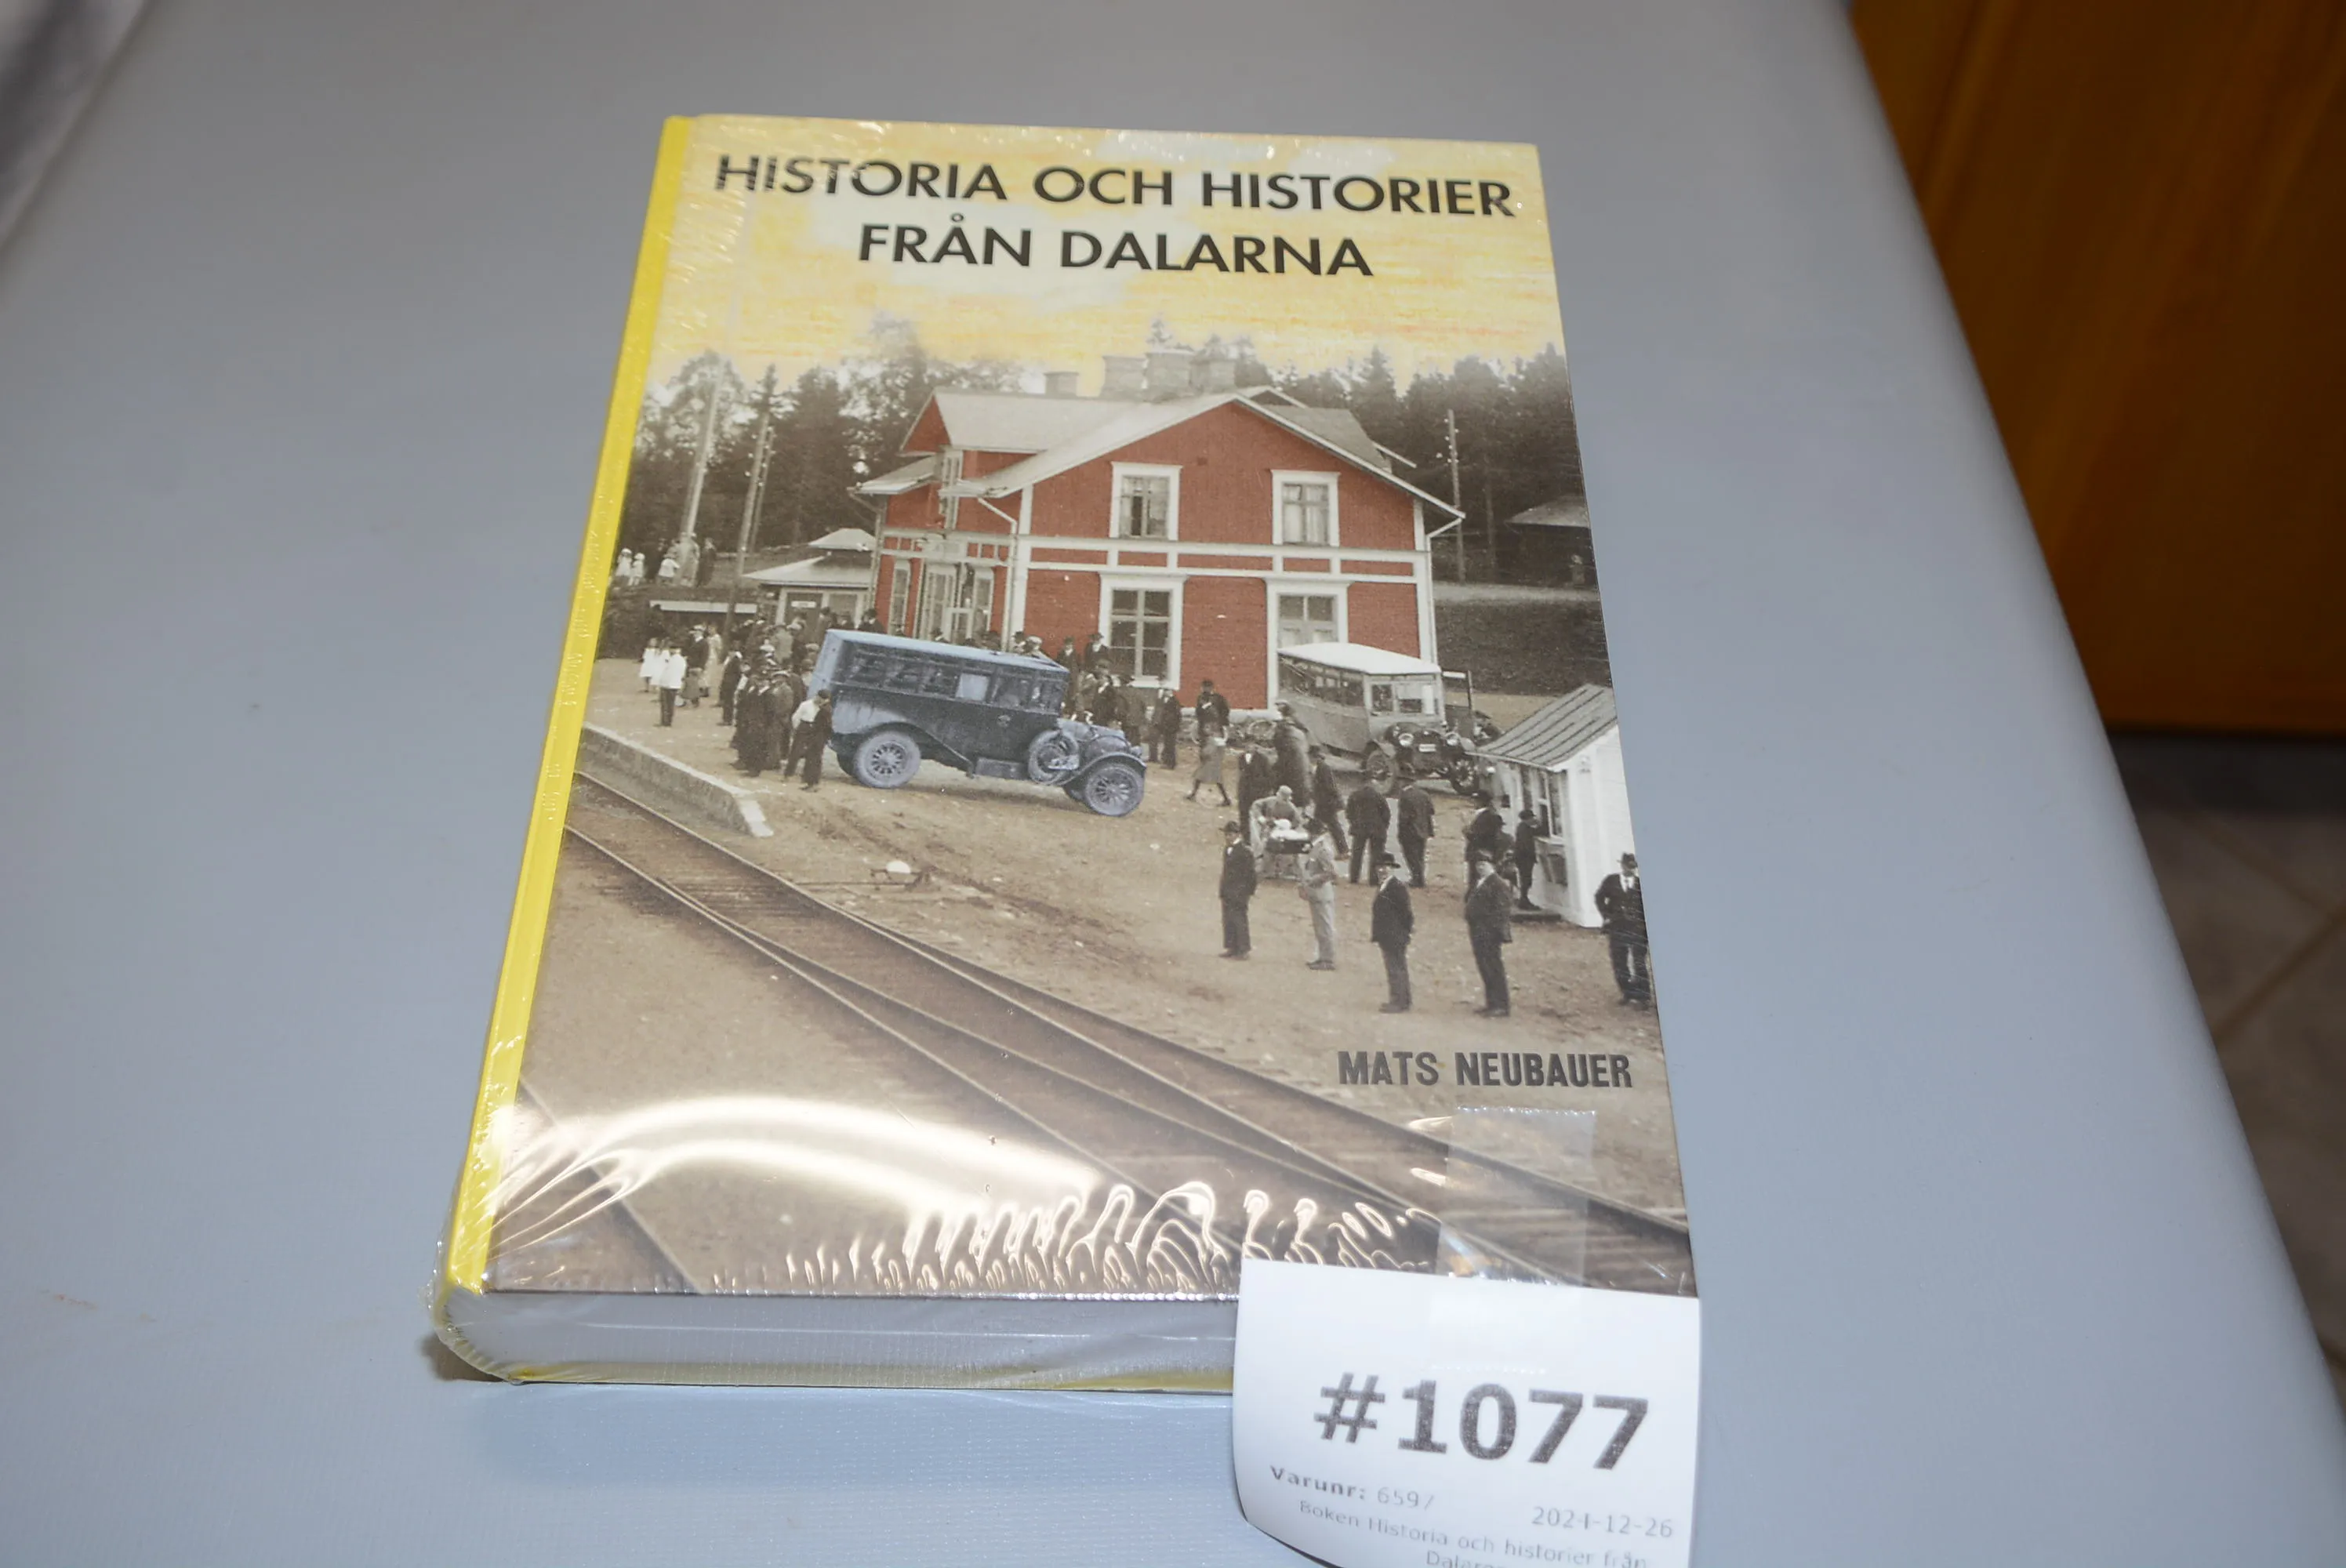 HISTORIA OCH HISTORIER
FRÅN DALARNA
MATS NEUBAUER
#1077
Varunr: 6597
2024-12-26
Boken Historia och historier från